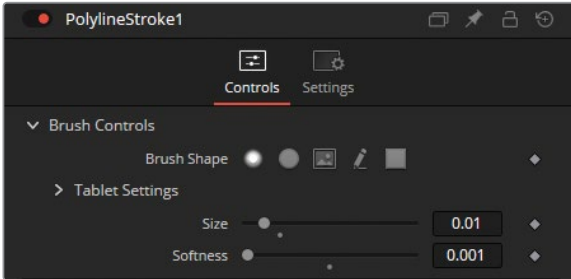 PolylineStroke1
Controls Settings
Brush Controls
Brush Shape
Tablet Settings
Size 0.01
Softness 0.001